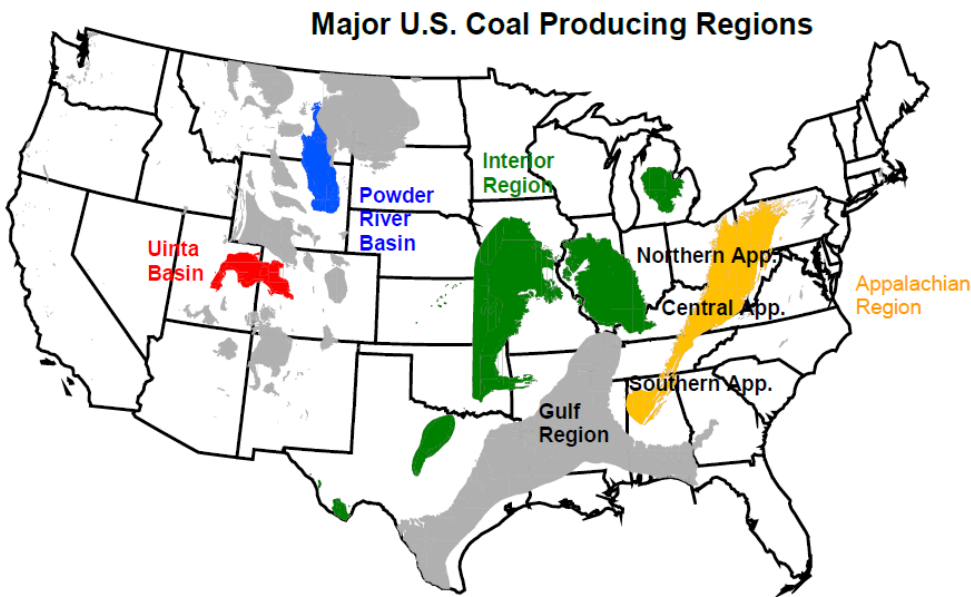 Major U.S. Coal Producing Regions
Interior
Region
Powder
River
Basin
Uinta
Basin
Northern App.
Appalachian
Region
Central App.
Southern App.
Gulf
Region